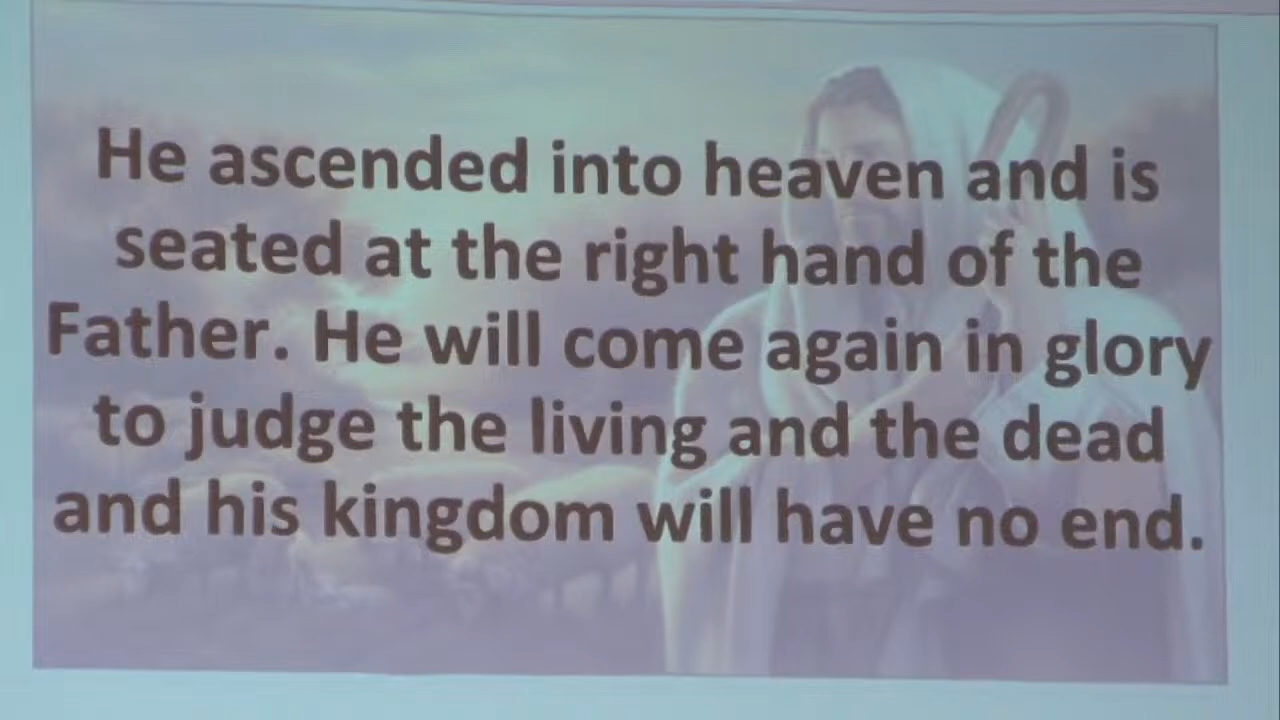 He ascended into heaven and is
seated at the right hand of the
Father. He will come again in glory
to judge the living and the dead
and his kingdom will have no end.